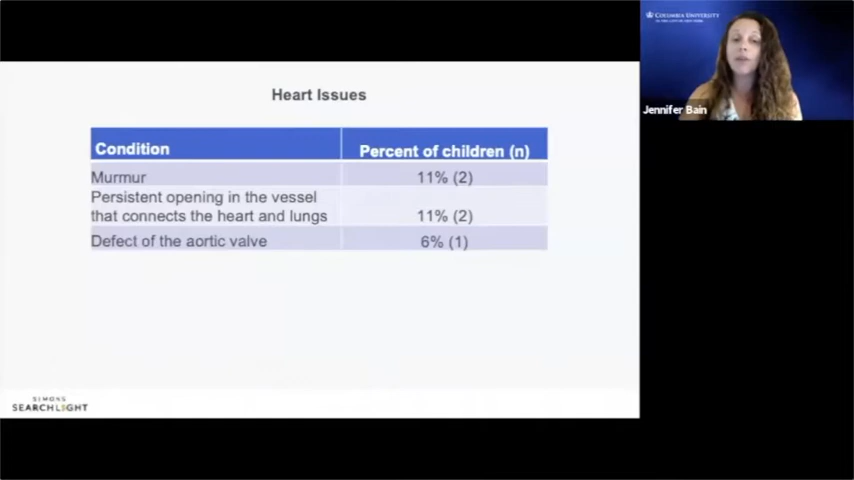 Heart Issues
Condition
Percent of children (n)
Murmur
11% (2)
Persistent opening in the vessel
that connects the heart and lungs
11% (2)
Defect of the aortic valve
6% (1)
SIMONS
SEARCHLIGHT
COLUMBIA UNIVERSITY
Jennifer Bain